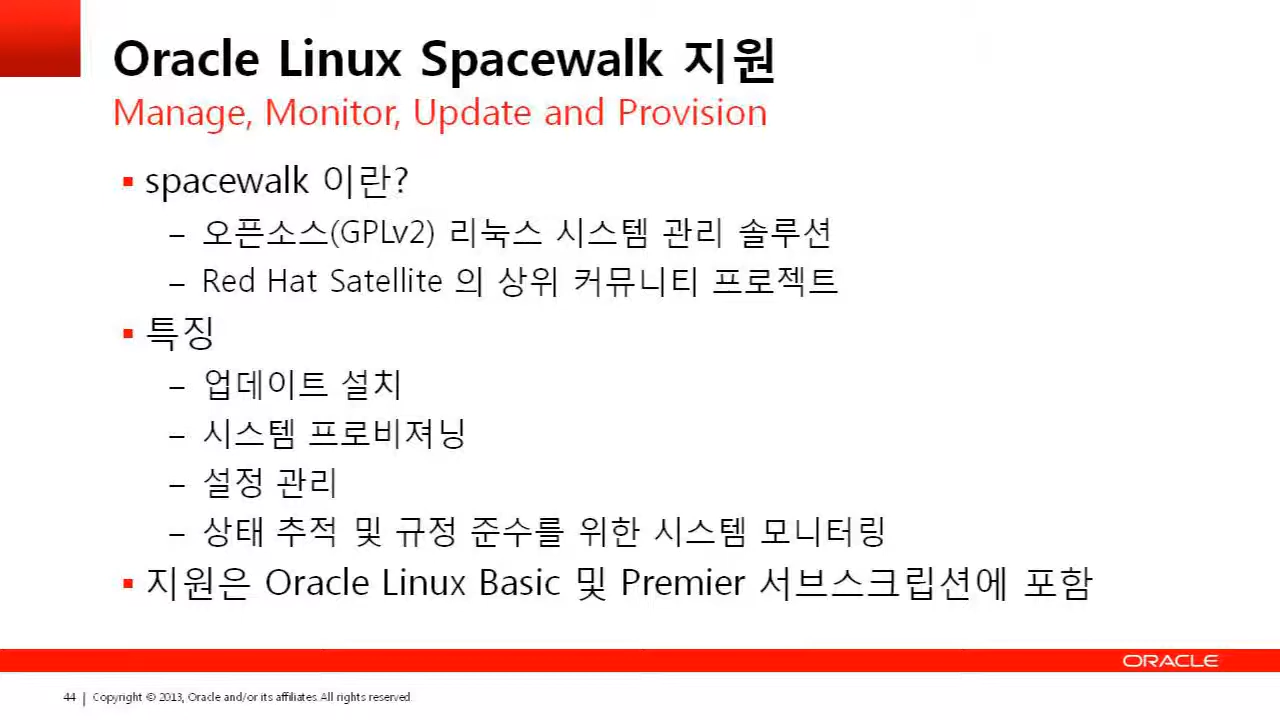 Oracle Linux Spacewalk 지원
Manage, Monitor, Update and Provision
▪ spacewalk 이란?
– 오픈소스(GPLv2) 리눅스 시스템 관리 솔루션
– Red Hat Satellite 의 상위 커뮤니티 프로젝트
▪ 특징
– 업데이트 설치
– 시스템 프로비져닝
– 설정 관리
– 상태 추적 및 규정 준수를 위한 시스템 모니터링
▪ 지원은 Oracle Linux Basic 및 Premier 서브스크립션에 포함
ORACLE
44 | Copyright © 2013, Oracle and/or its affiliates. All rights reserved.